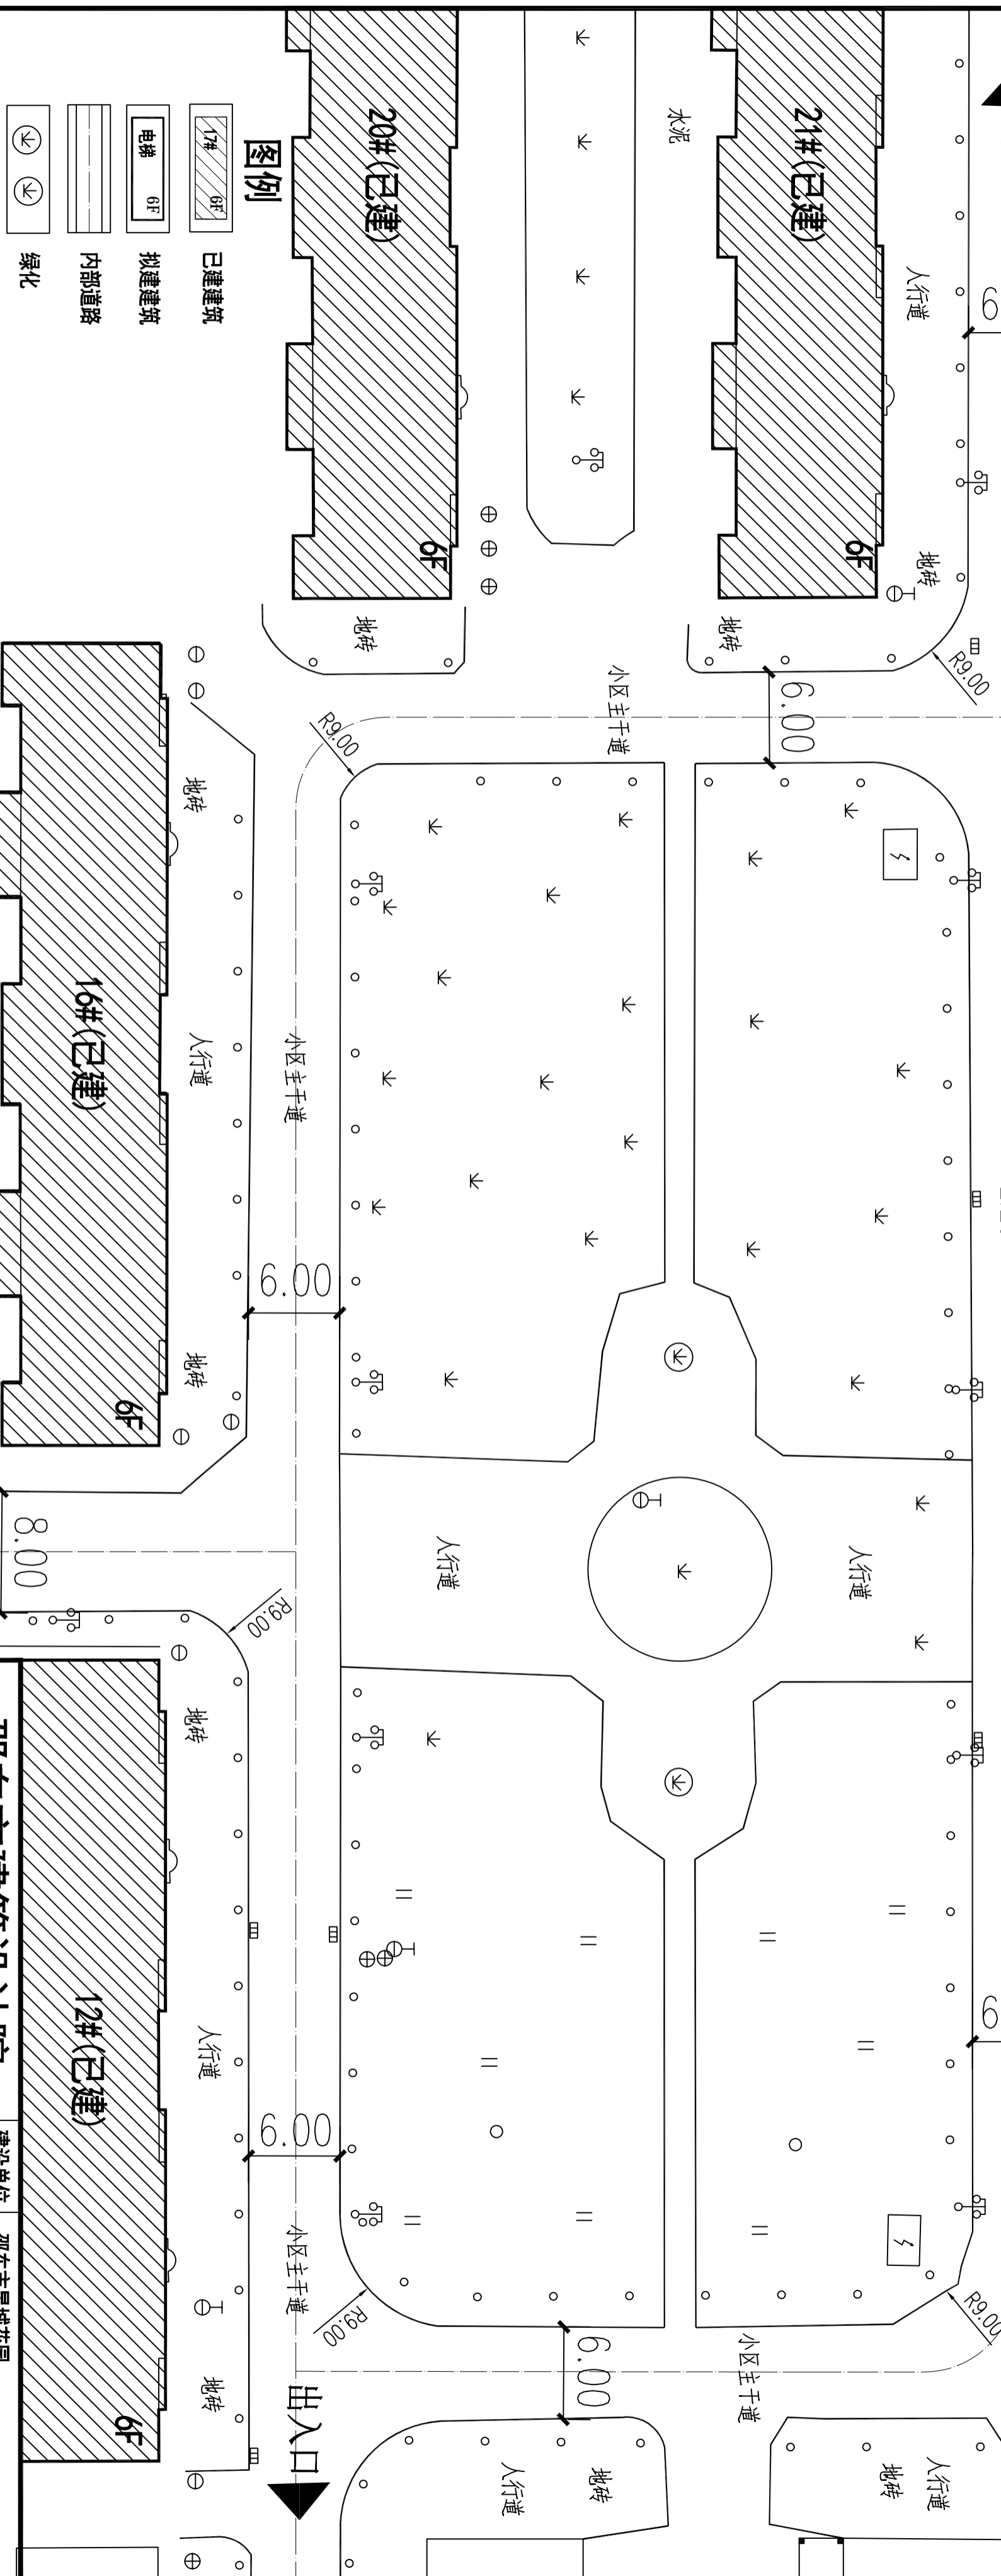 20#(已建)
6F
水泥
21#(已建)
6F
人行道
地砖
6
图例
17#
6F
已建建筑
电梯
6F
拟建建筑
内部道路
绿化
地砖
地砖
小区主干道
6.00
R9.00
R9.00
地砖
16#(已建)
6F
人行道
小区主干道
6.00
地砖
8.00
人行道
人行道
R9.00
地砖
12#(已建)
6F
人行道
6.00
6
小区主干道
R9.00
R9.00
地砖
6.00
小区主干道
出入口
人行道
地砖
地砖
人行道